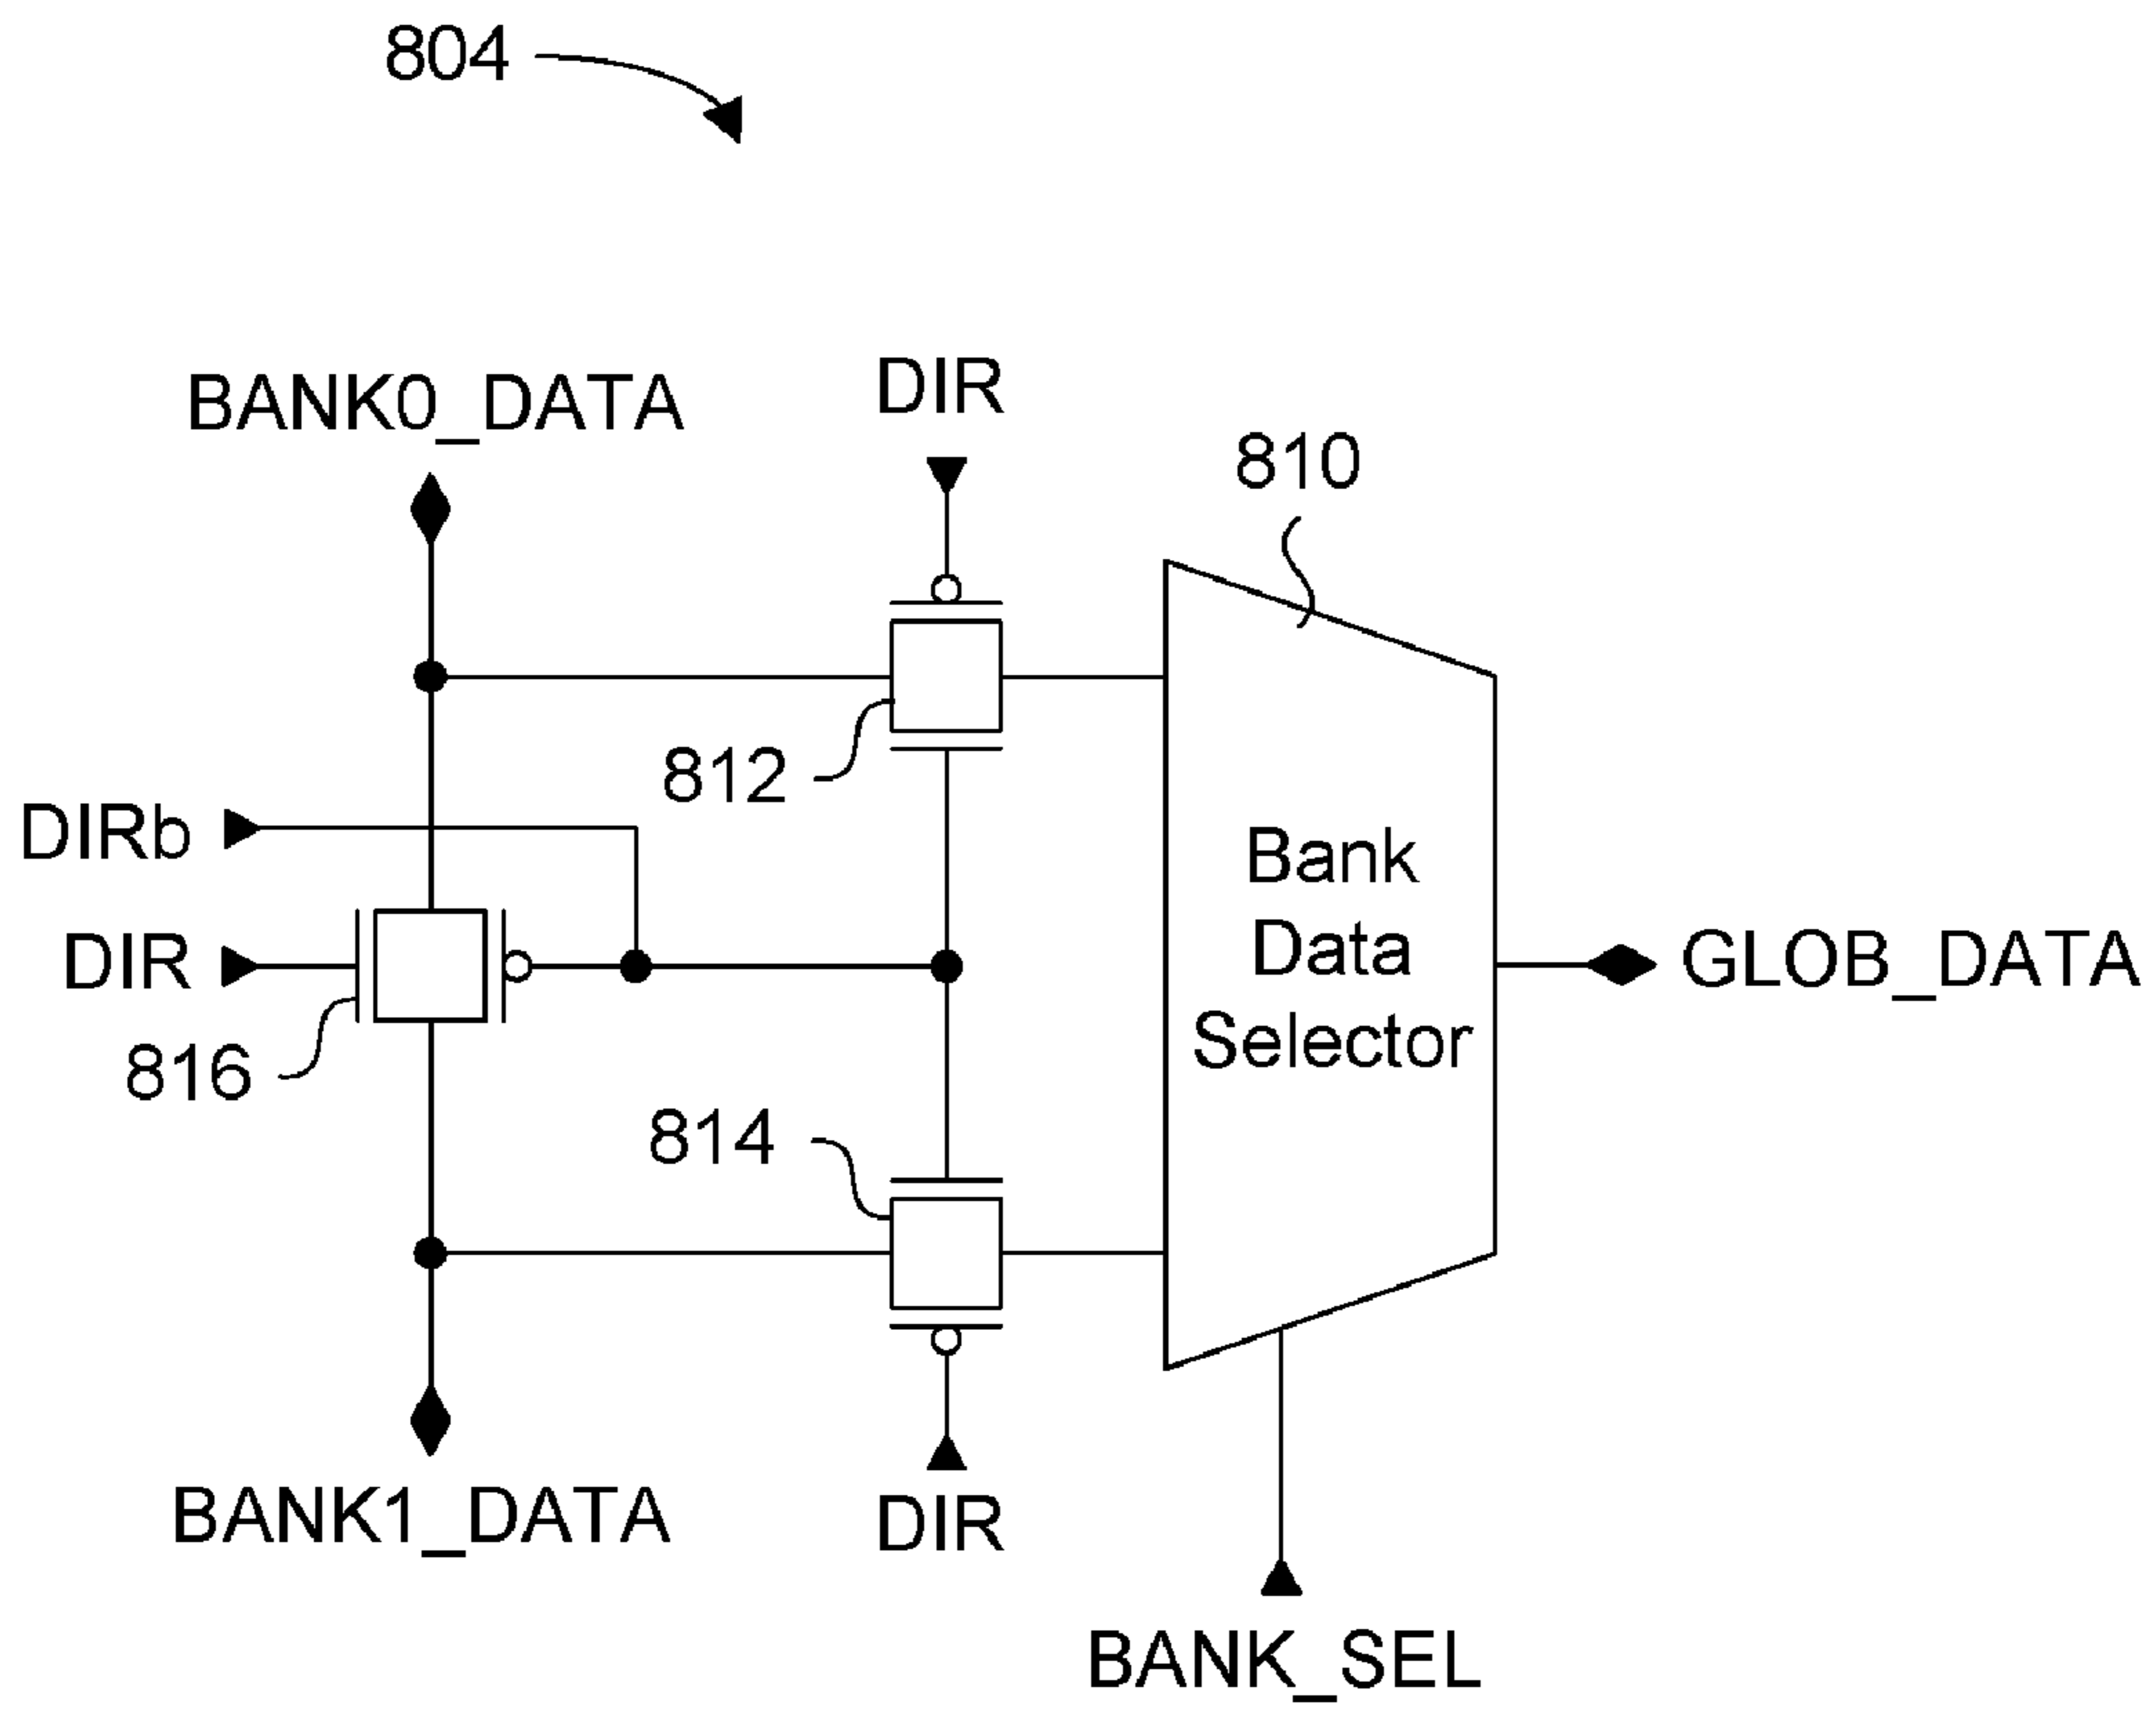 804
BANK0_DATA
DIR
810
812
DIRb
Bank
Data
Selector
DIR
GLOB_DATA
816
814
BANK1_DATA
DIR
BANK_SEL